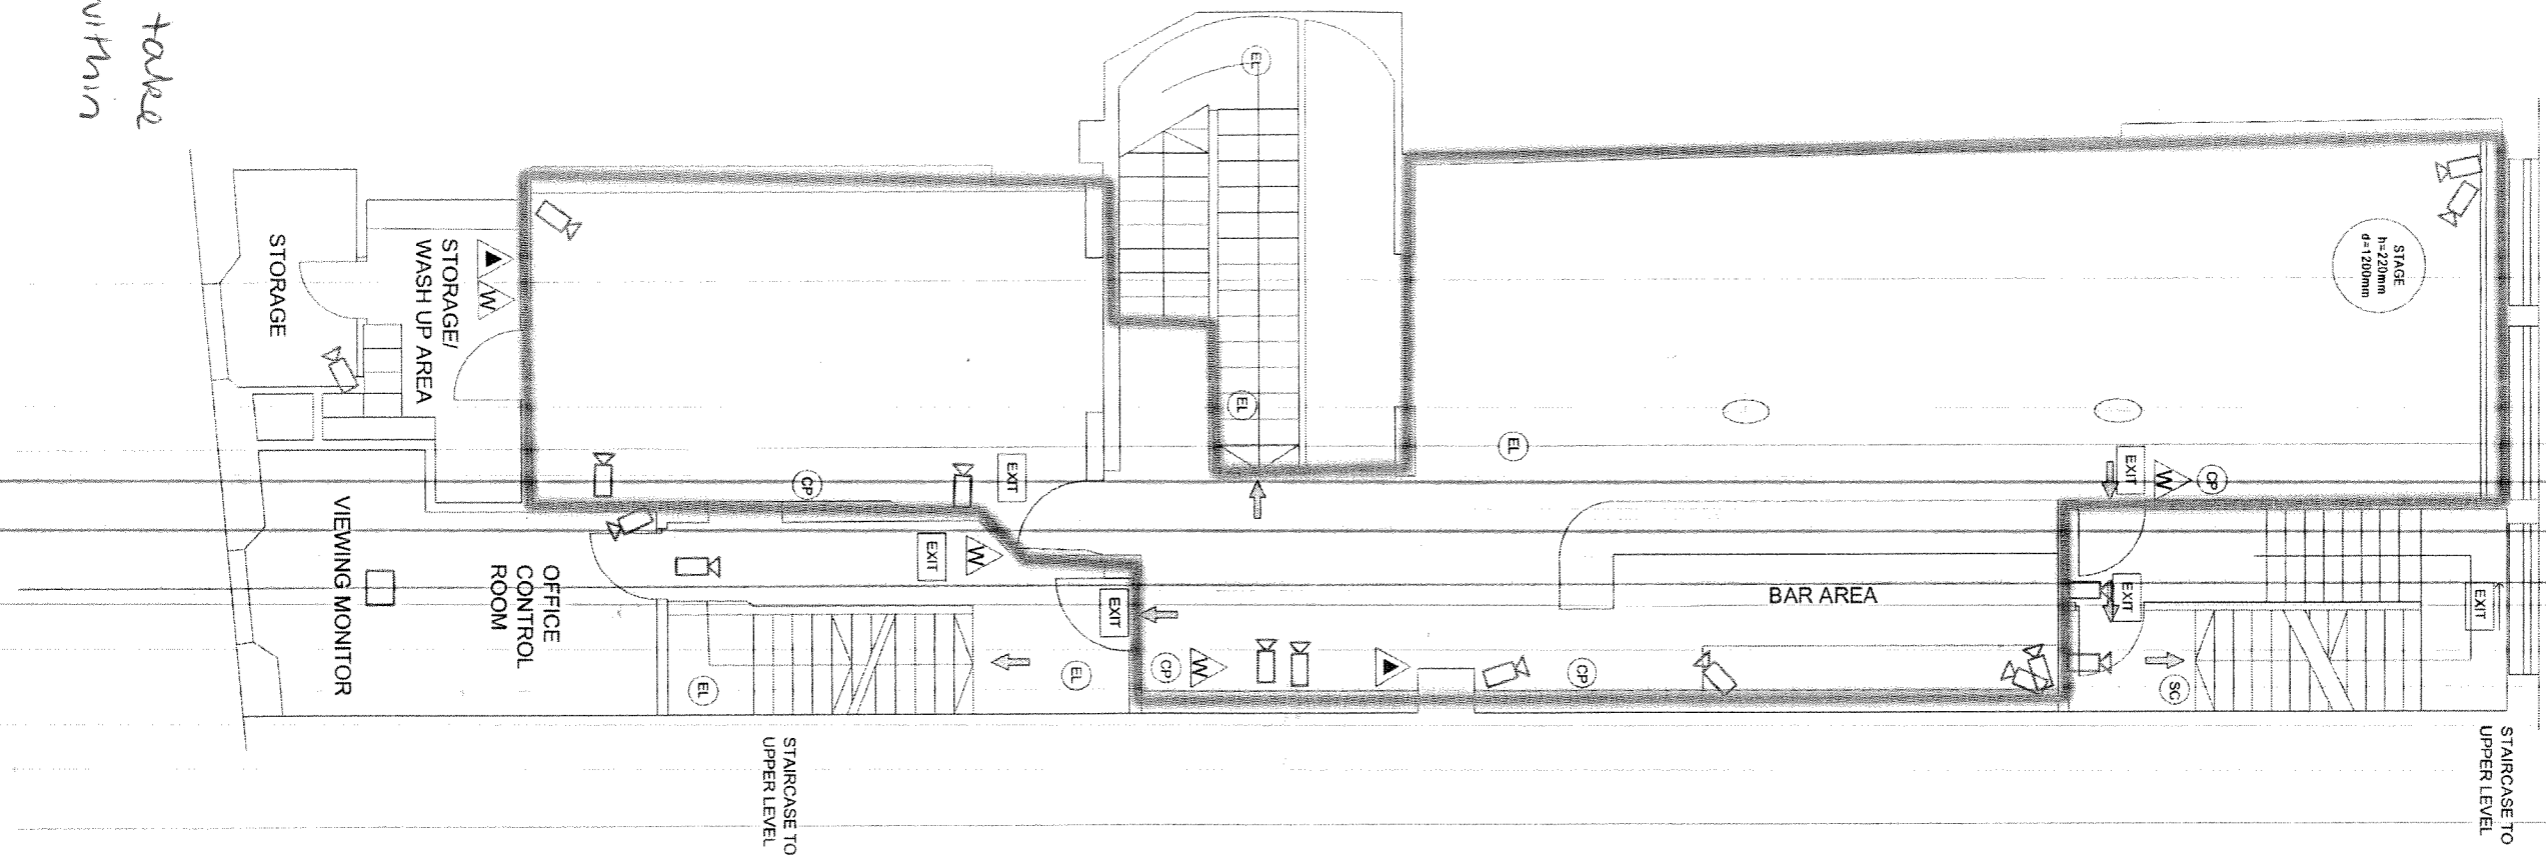 take
within
EL
STAGE
h=220mm
d=1200mm
STORAGE
STORAGE/
WASH UP AREA
W
EL
EL
EXIT
CP
EXIT
W
CP
VIEWING MONITOR
OFFICE
CONTROL
ROOM
EXIT
W
EXIT
BAR AREA
EXIT
EXIT
EL
EL
CP
W
CP
SC
STAIRCASE TO
UPPER LEVEL
STAIRCASE TO
UPPER LEVEL